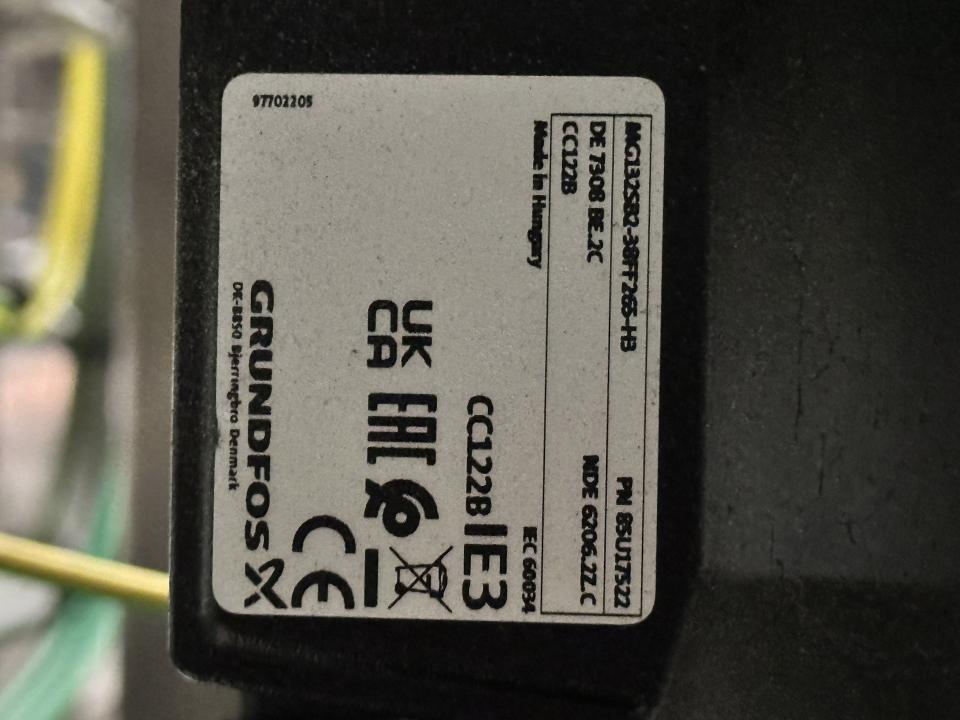 MG132SB2-38FF265-H3 PN 85U17522
DE 7308 BE.2C NDE 6206.2Z.C
CC122B
Made in Hungary IEC 60034
CC122B IE3
UK
CA
EAC
CE
GRUNDFOS
DK-8850 Bjerringbro Denmark
97702205